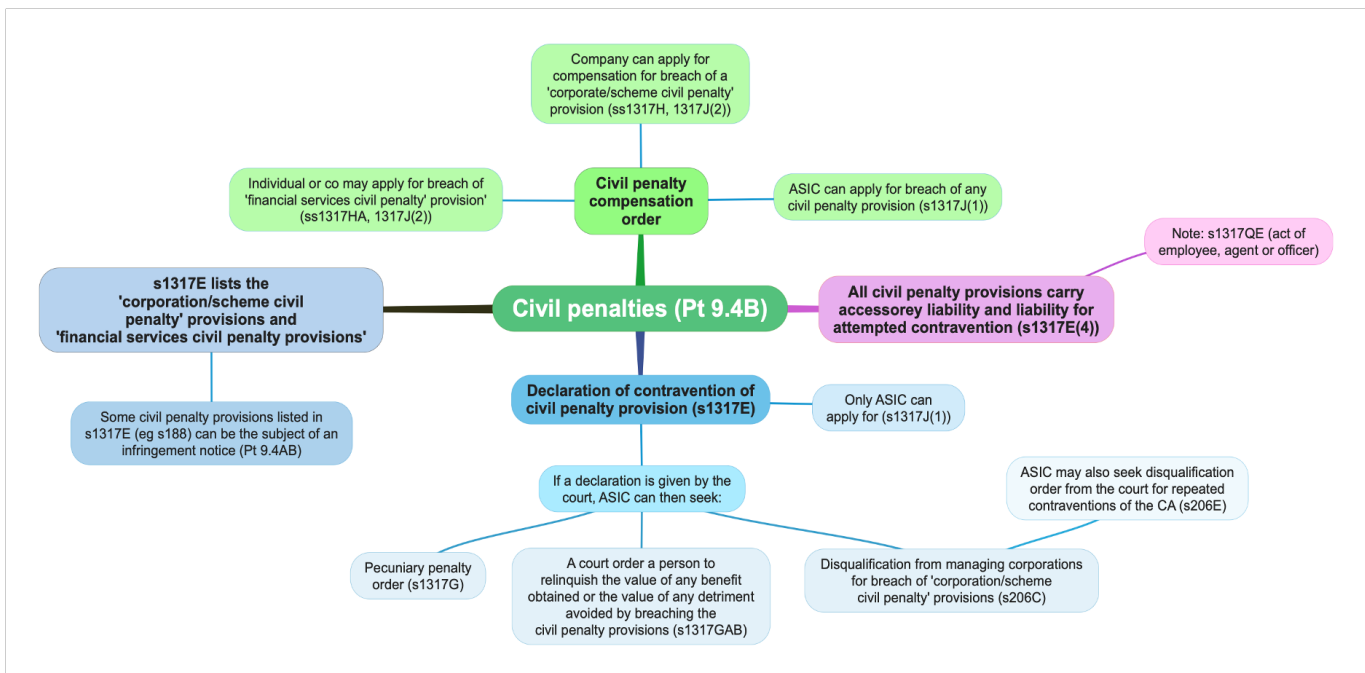 Company can apply for
compensation for breach of a
'corporate/scheme civil penalty'
provision (ss1317H, 1317J(2))
Individual or co may apply for breach of
'financial services civil penalty' provision'
(ss1317HA, 1317J(2))
Civil penalty
compensation
order
ASIC can apply for breach of any
civil penalty provision (s1317J(1))
Note: s1317QE (act of
employee, agent or officer)
s1317E lists the
'corporation/scheme civil
penalty' provisions and
'financial services civil penalty provisions'
Civil penalties (Pt 9.4B)
All civil penalty provisions carry
accessorey liability and liability for
attempted contravention (s1317E(4))
Some civil penalty provisions listed in
s1317E (eg s188) can be the subject of an
infringement notice (Pt 9.4AB)
Declaration of contravention of
civil penalty provision (s1317E)
Only ASIC can
apply for (s1317J(1))
If a declaration is given by the
court, ASIC can then seek:
ASIC may also seek disqualification
order from the court for repeated
contraventions of the CA (s206E)
Pecuniary penalty
order (s1317G)
A court order a person to
relinquish the value of any benefit
obtained or the value of any detriment
avoided by breaching the
civil penalty provisions (s1317GAB)
Disqualification from managing corporations
for breach of 'corporation/scheme
civil penalty' provisions (s206C)